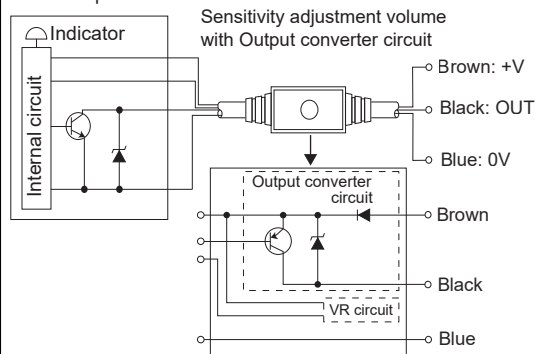 Sensitivity adjustment volume
with Output converter circuit
Indicator
Internal circuit
Brown: +V
Black: OUT
Blue: 0V
Output converter
circuit
Brown
Black
VR circuit
Blue